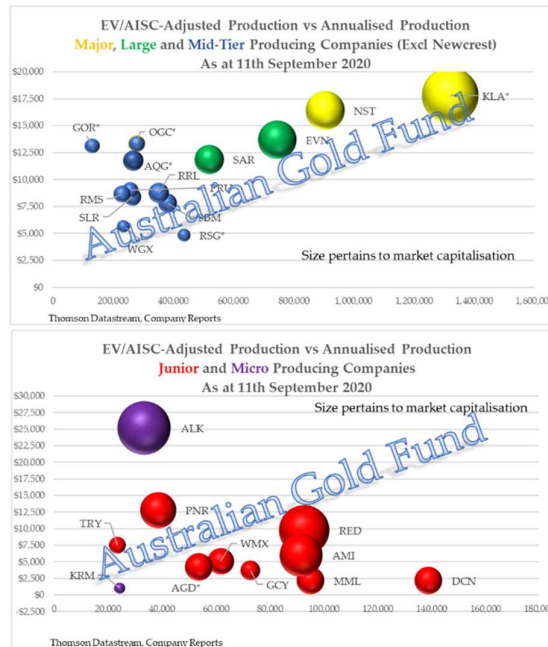 EV/AISC-Adjusted Production vs Annualised Production
Major, Large and Mid-Tier Producing Companies (Excl Newcrest)
As at 11th September 2020
$20,000
$17,500
$15,000
$12,500
$10,000
$7,500
$5,000
$2,500
$0
KLA*
NST
GOR*
OGC*
EVN
AQG*
SAR
RRL
PRU
RMS
SLR
SBM
RSG*
WGX
Australian Gold Fund
Size pertains to market capitalisation
0
200,000
400,000
600,000
800,000
1,000,000
1,200,000
1,400,000
1,600,000
Thomson Datastream, Company Reports
EV/AISC-Adjusted Production vs Annualised Production
Junior and Micro Producing Companies
As at 11th September 2020
Size pertains to market capitalisation
$30,000
$27,500
$25,000
$22,500
$20,000
$17,500
$15,000
$12,500
$10,000
$7,500
$5,000
$2,500
$0
-$2,500
ALK
PNR
TRY
RED
WMX
AMI
KRM
AGD*
GCY
MML
DCN
Australian Gold Fund
0
20,000
40,000
60,000
80,000
100,000
120,000
140,000
160,000
180,000
Thomson Datastream, Company Reports